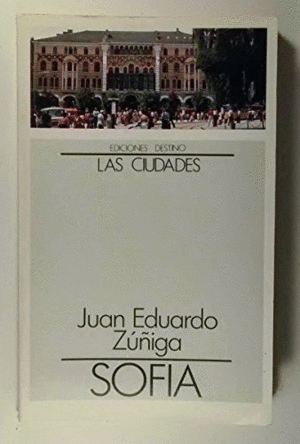 EDICIONES DESTINO
LAS CIUDADES
Juan Eduardo
Zúñiga
SOFIA